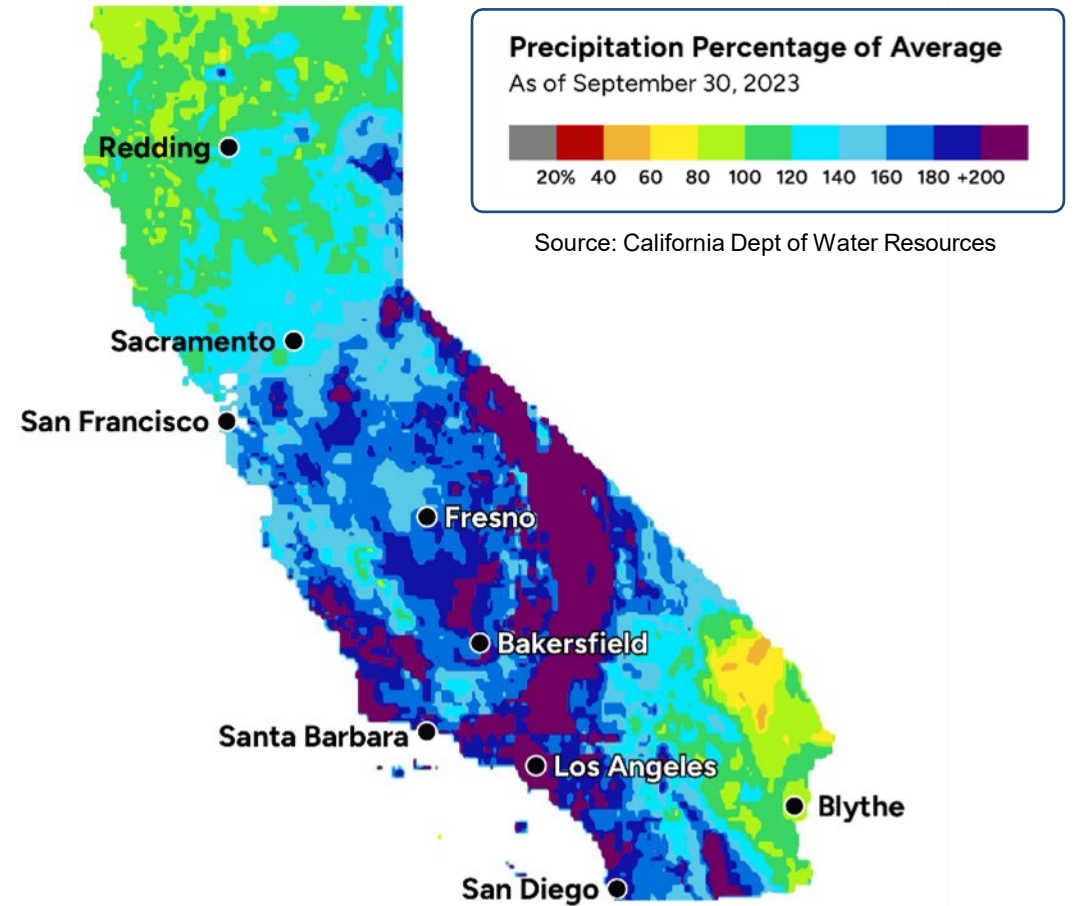 Precipitation Percentage of Average
As of September 30, 2023
20% 40 60 80 100 120 140 160 180 +200
Source: California Dept of Water Resources
Redding
Sacramento
San Francisco
Fresno
Bakersfield
Santa Barbara
Los Angeles
Blythe
San Diego